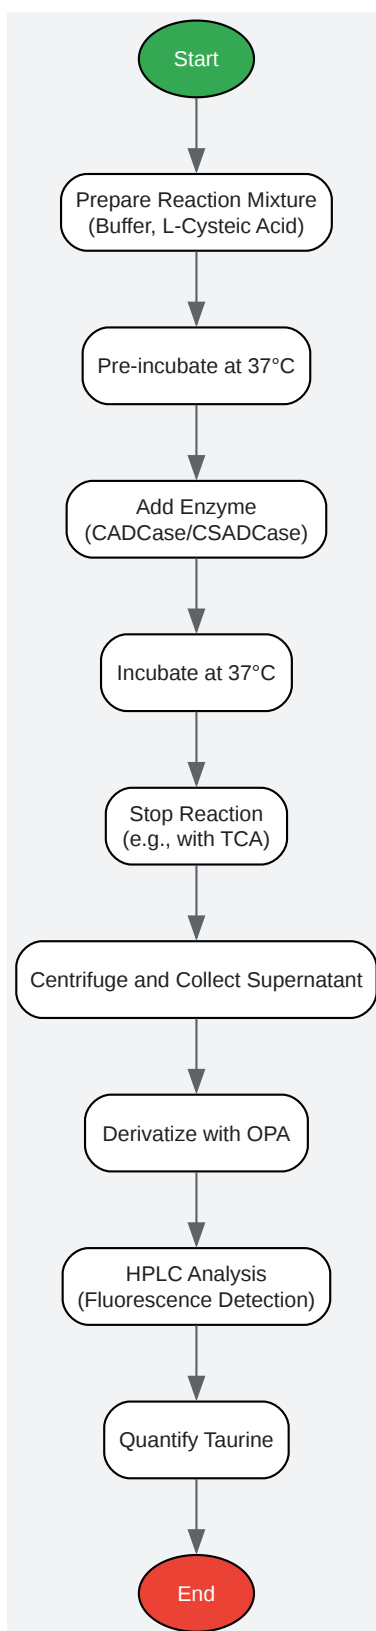 Start
Prepare Reaction Mixture
(Buffer, L-Cysteic Acid)
Pre-incubate at 37°C
Add Enzyme
(CADCase/CSADCase)
Incubate at 37°C
Stop Reaction
(e.g., with TCA)
Centrifuge and Collect Supernatant
Derivatize with OPA
HPLC Analysis
(Fluorescence Detection)
Quantify Taurine
End